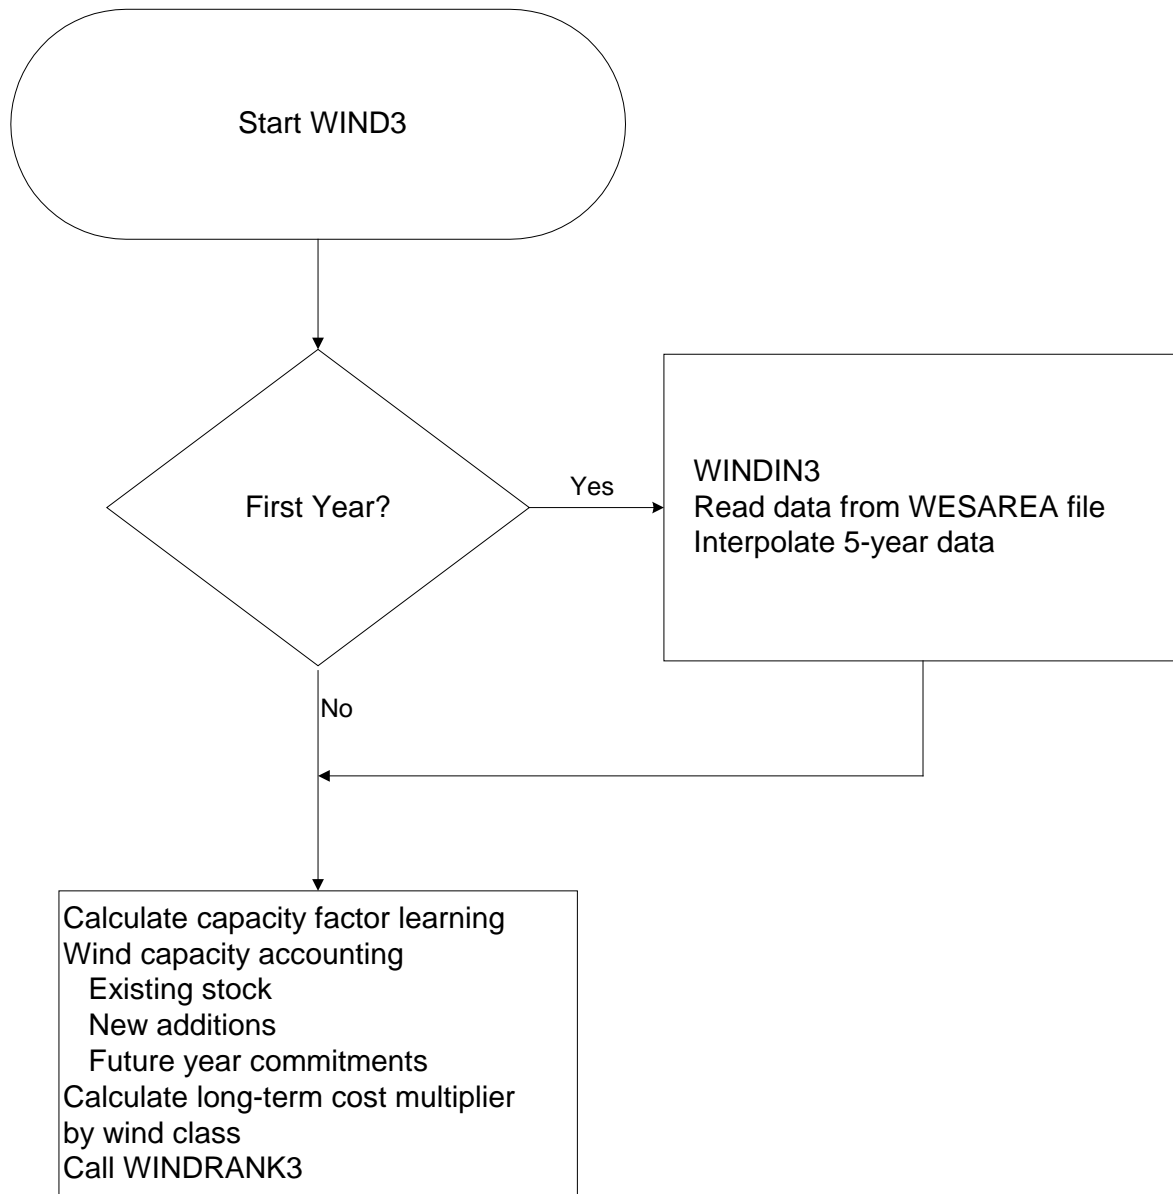 Start WIND3
First Year?
Yes
WINDIN3
Read data from WESAREA file
Interpolate 5-year data
No
Calculate capacity factor learning
Wind capacity accounting
Existing stock
New additions
Future year commitments
Calculate long-term cost multiplier
by wind class
Call WINDRANK3